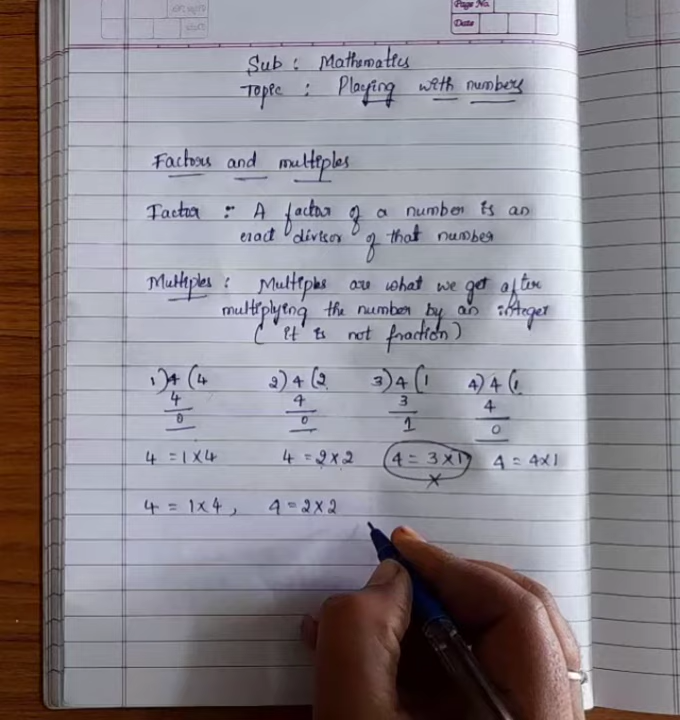 Page No.
Date
Sub : Mathematics
Topic : Playing with numbers
Factors and multiples
Factor :- A factor of a number is an
exact divisor of that number
Multiples : Multiples are what we get after
multiplying the number by an integer
( it is not fraction )
1) 4 ( 4 2) 4 ( 2 3) 4 ( 1 4) 4 ( 1
4 4 3 4
0 0 1 0
4 = 1 x 4 4 = 2 x 2 4 = 3 x 1 4 = 4 x 1
x
4 = 1 x 4 , 4 = 2 x 2